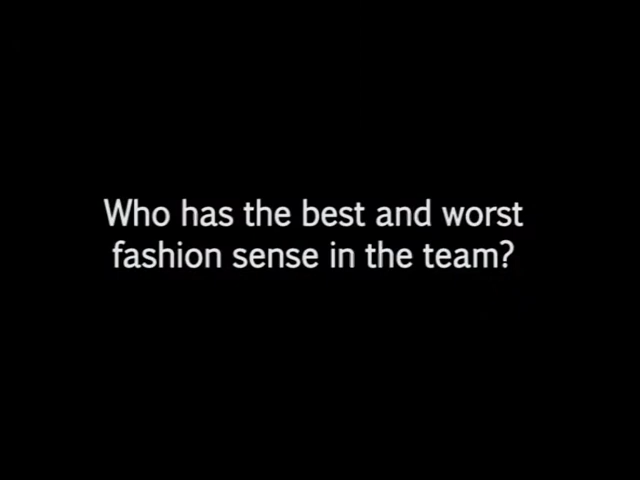 Who has the best and worst
fashion sense in the team?